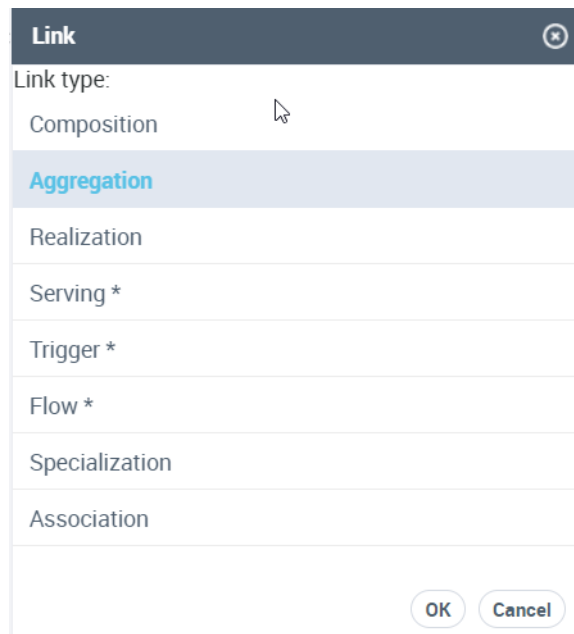 Link
Link type:
Composition
Aggregation
Realization
Serving *
Trigger *
Flow *
Specialization
Association
OK Cancel